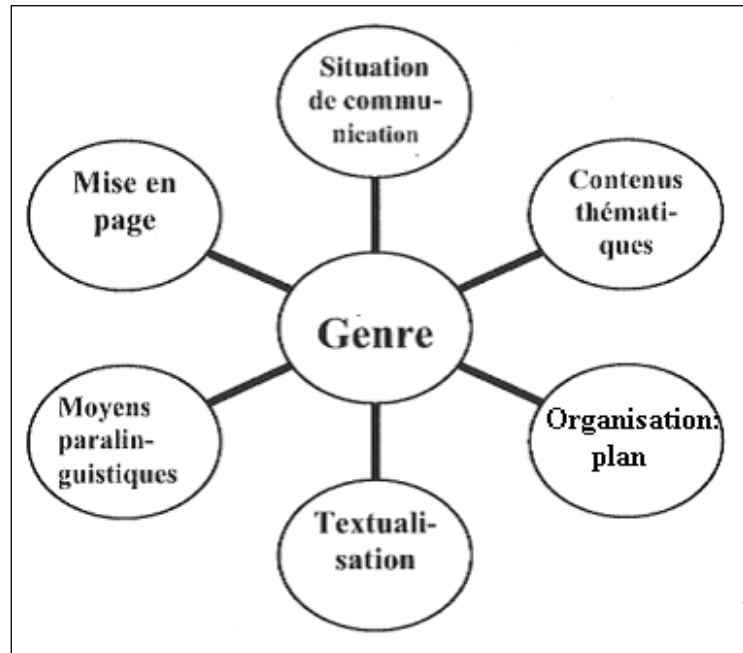 Situation
de commu-
nication
Mise en
page
Contenus
thémati-
ques
Genre
Moyens
paralin-
guistiques
Organisation:
plan
Textuali-
sation